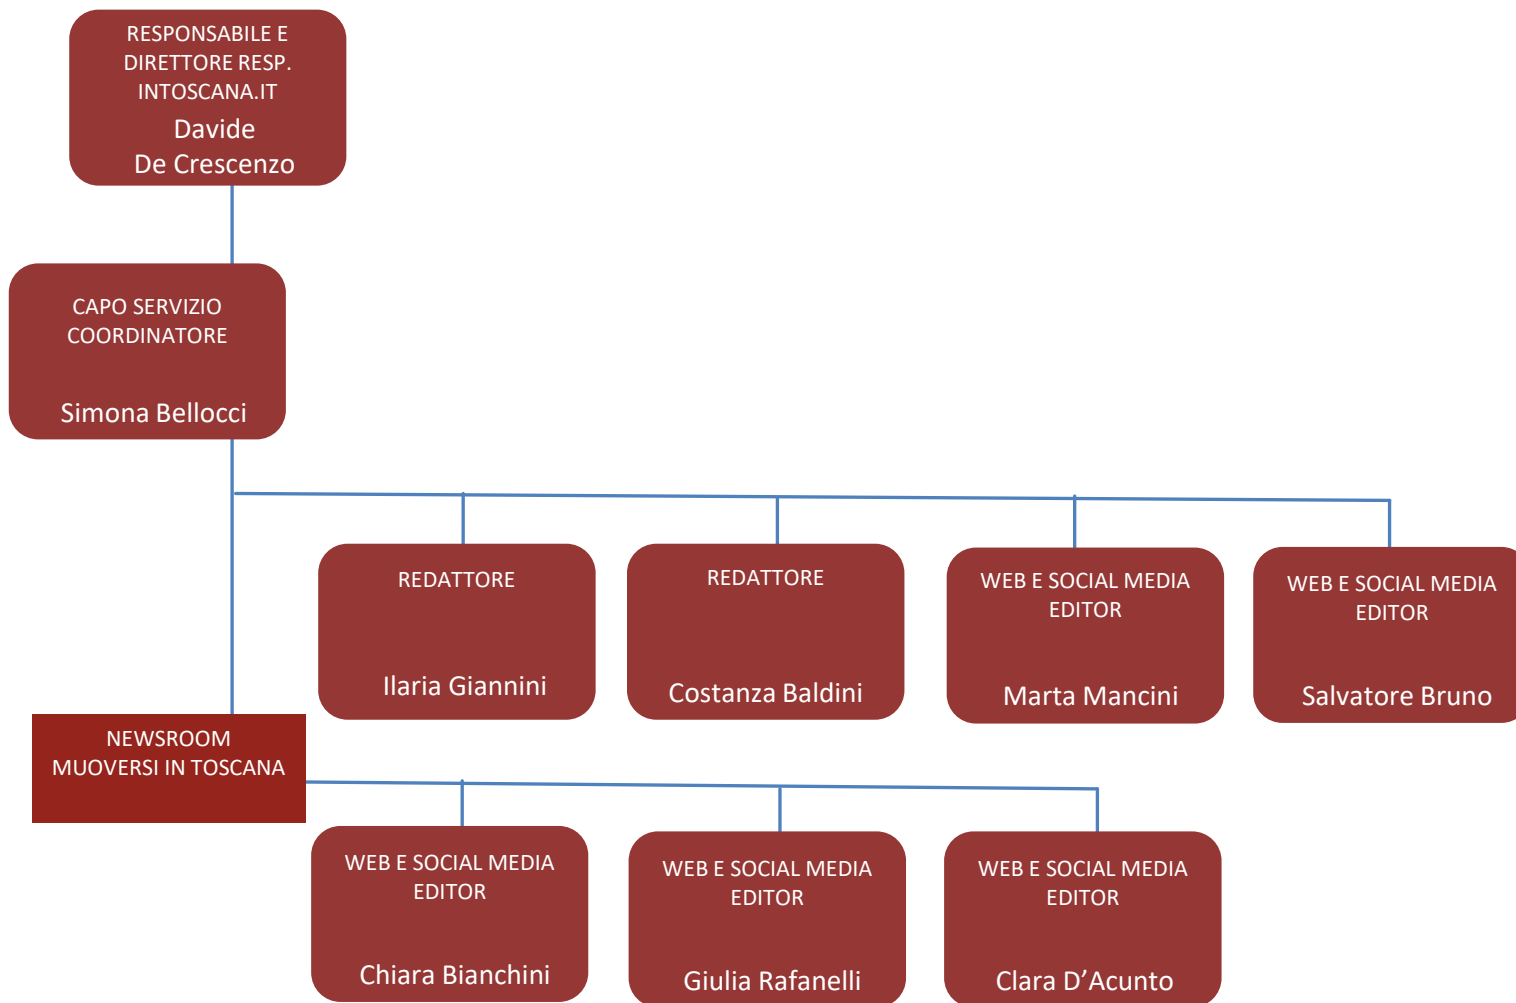 RESPONSABILE E
DIRETTORE RESP.
INTOSCANA.IT
Davide
De Crescenzo
CAPO SERVIZIO
COORDINATORE
Simona Bellocci
REDATTORE
Ilaria Giannini
REDATTORE
Costanza Baldini
WEB E SOCIAL MEDIA
EDITOR
Marta Mancini
WEB E SOCIAL MEDIA
EDITOR
Salvatore Bruno
NEWSROOM
MUOVERSI IN TOSCANA
WEB E SOCIAL MEDIA
EDITOR
Chiara Bianchini
WEB E SOCIAL MEDIA
EDITOR
Giulia Rafanelli
WEB E SOCIAL MEDIA
EDITOR
Clara D’Acunto